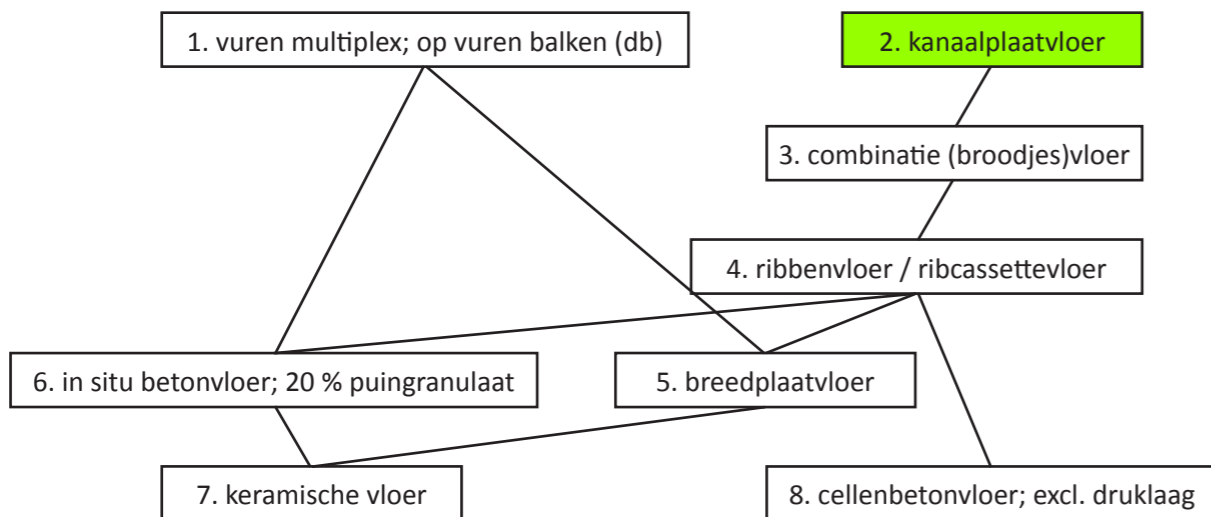 1. vuren multiplex; op vuren balken (db)
2. kanaalplaatvloer
3. combinatie (broodjes)vloer
4. ribbenvloer / ribcassettevloer
6. in situ betonvloer; 20 % puingranulaat
5. breedplaatvloer
7. keramische vloer
8. cellenbetonvloer; excl. druklaag